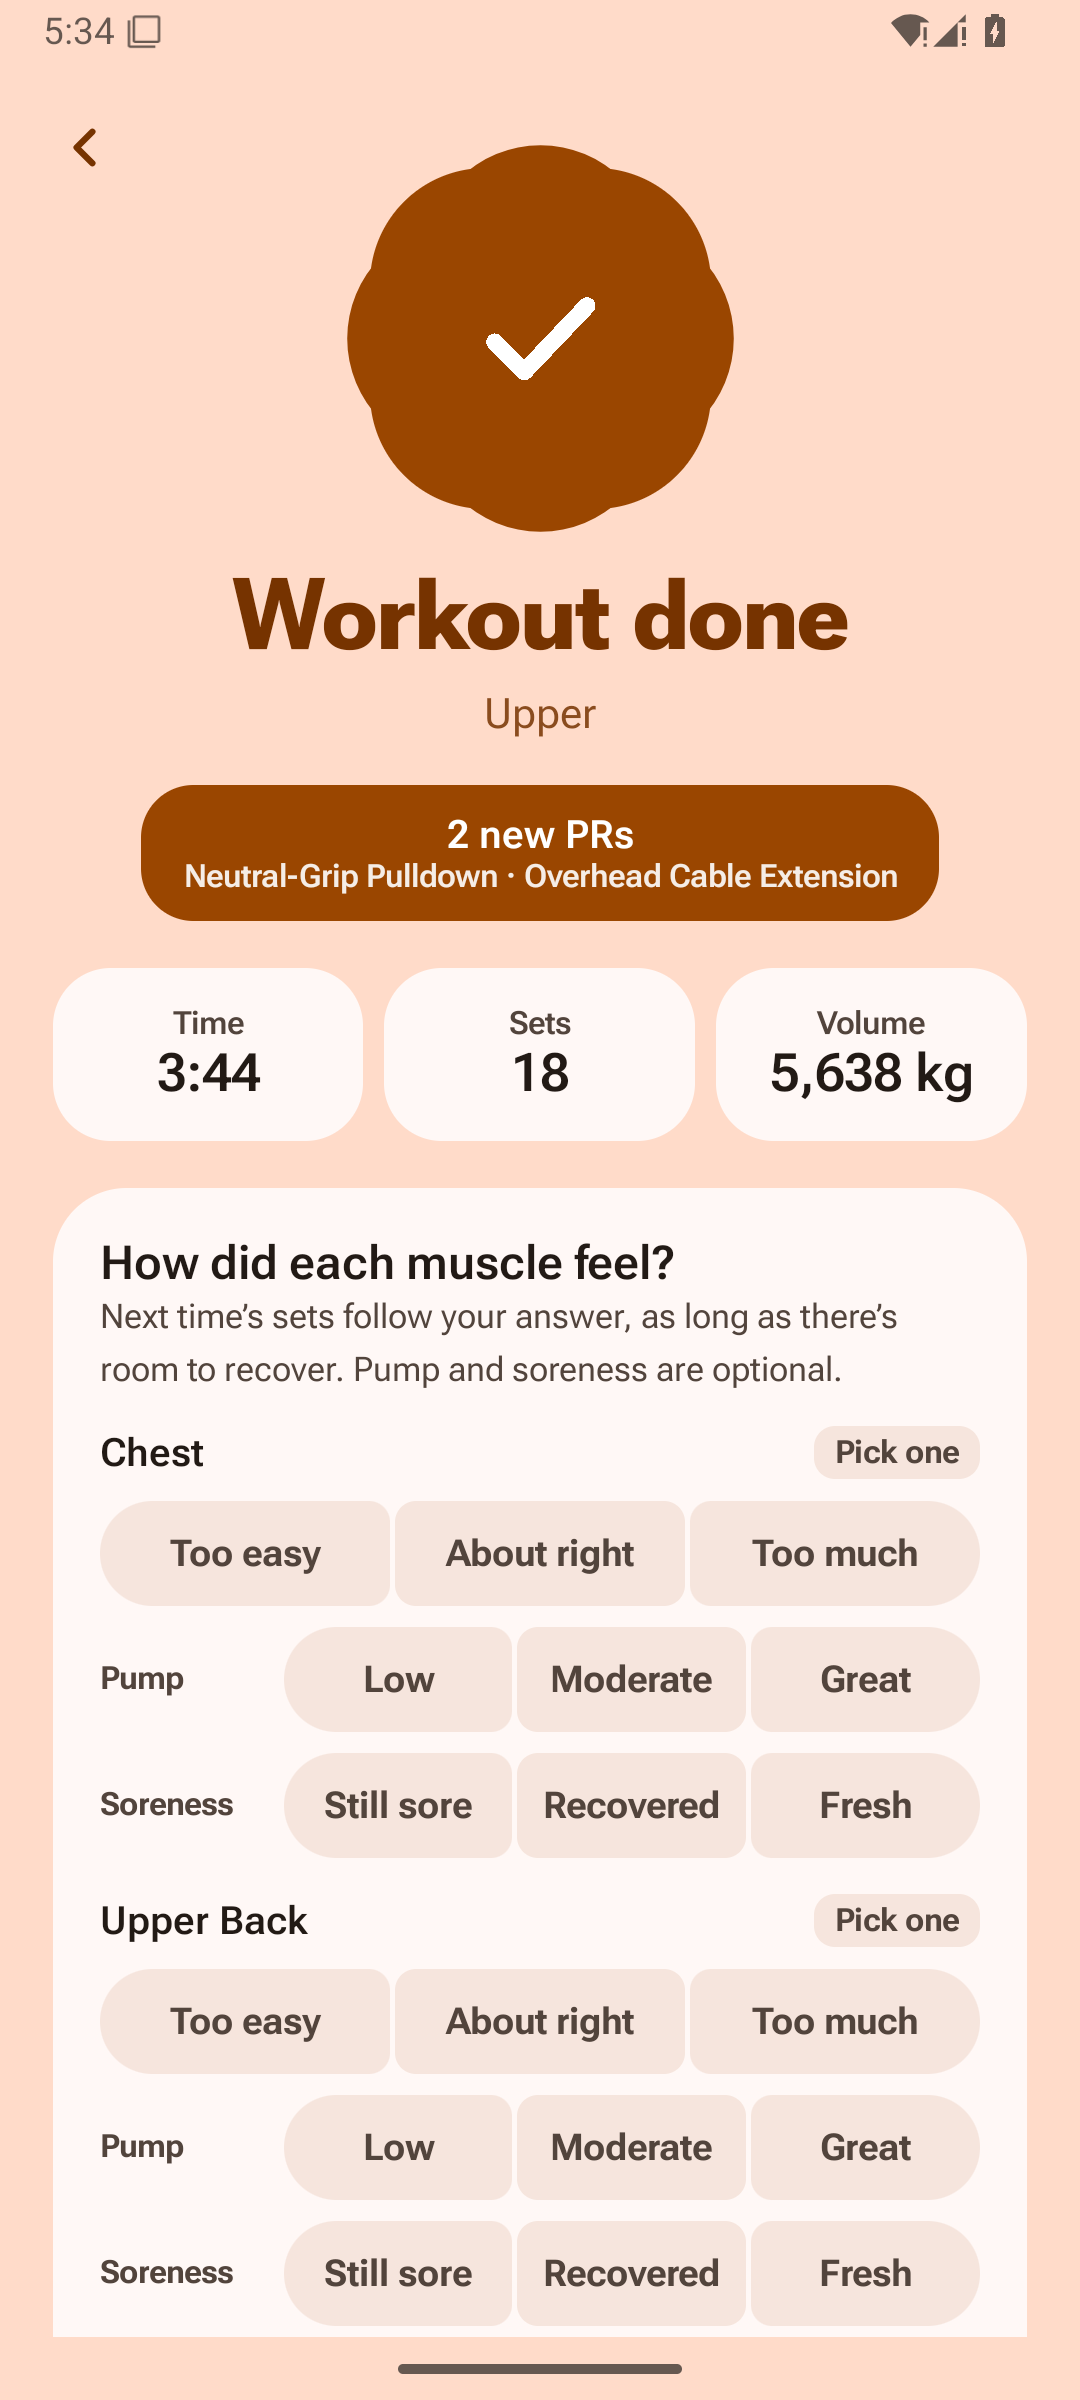 5:34
Workout done
Upper
2 new PRs
Neutral-Grip Pulldown · Overhead Cable Extension
Time
3:44
Sets
18
Volume
5,638 kg
How did each muscle feel?
Next time’s sets follow your answer, as long as there’s
room to recover. Pump and soreness are optional.
Chest
Pick one
Too easy
About right
Too much
Pump
Low
Moderate
Great
Soreness
Still sore
Recovered
Fresh
Upper Back
Pick one
Too easy
About right
Too much
Pump
Low
Moderate
Great
Soreness
Still sore
Recovered
Fresh